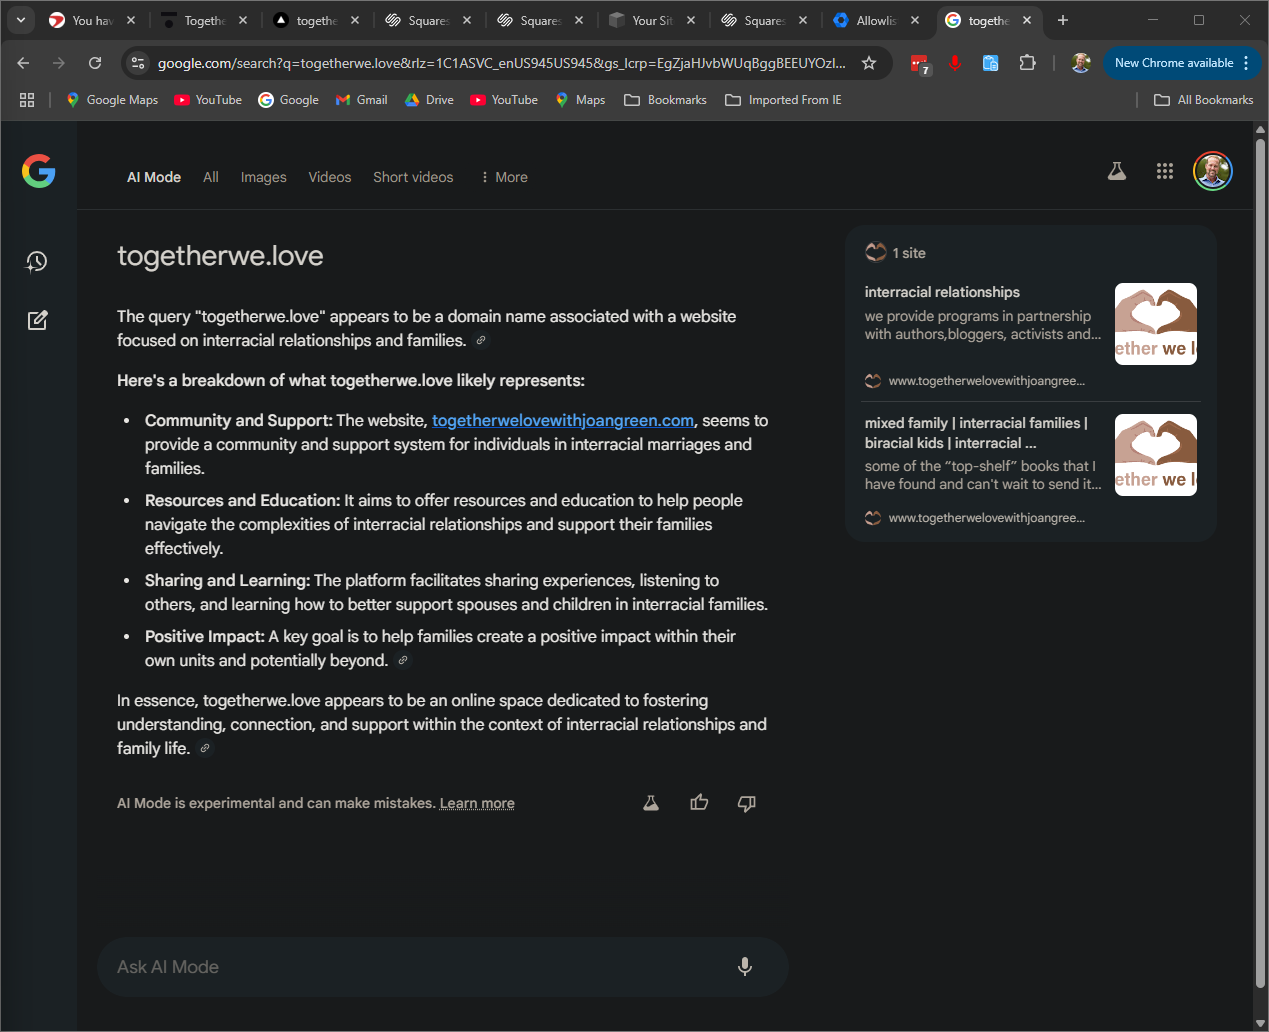 You hav
Togethe
togethe
Squares
Squares
Your Sit
Squares
Allowlis
togethe
google.com/search?q=togetherwe.love&rlz=1C1ASVC_enUS945US945&gs_lcrp=EgZjaHJvbWUqBggBEEUYOzI...
7
New Chrome available
Google Maps
YouTube
Google
Gmail
Drive
YouTube
Maps
Bookmarks
Imported From IE
All Bookmarks
AI Mode
All
Images
Videos
Short videos
More
togetherwe.love
The query "togetherwe.love" appears to be a domain name associated with a website
focused on interracial relationships and families.
Here's a breakdown of what togetherwe.love likely represents:
• Community and Support: The website, togetherwelovewithjoangreen.com, seems to
provide a community and support system for individuals in interracial marriages and
families.
• Resources and Education: It aims to offer resources and education to help people
navigate the complexities of interracial relationships and support their families
effectively.
• Sharing and Learning: The platform facilitates sharing experiences, listening to
others, and learning how to better support spouses and children in interracial families.
• Positive Impact: A key goal is to help families create a positive impact within their
own units and potentially beyond.
In essence, togetherwe.love appears to be an online space dedicated to fostering
understanding, connection, and support within the context of interracial relationships and
family life.
AI Mode is experimental and can make mistakes. Learn more
Ask AI Mode
1 site
interracial relationships
we provide programs in partnership
with authors,bloggers, activists and...
ether we l
www.togetherwelovewithjoangree...
mixed family | interracial families |
biracial kids | interracial ...
some of the “top-shelf” books that I
have found and can't wait to send it...
ether we l
www.togetherwelovewithjoangree...